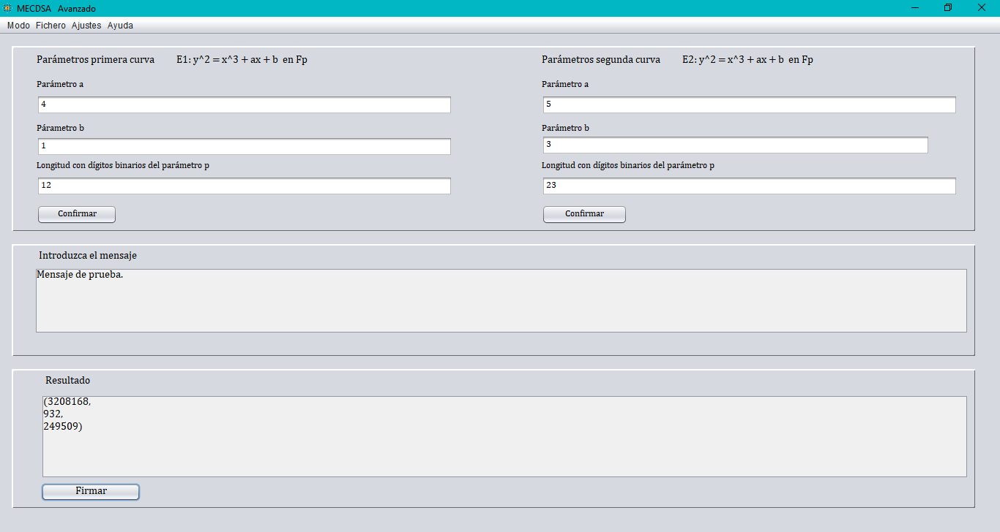 MECDSA Avanzado
Modo Fichero Ajustes Ayuda
Parámetros primera curva E1: y^2 = x^3 + ax + b en Fp
Parámetro a
4
Párametro b
1
Longitud con dígitos binarios del parámetro p
12
Confirmar
Parámetros segunda curva E2: y^2 = x^3 + ax + b en Fp
Parámetro a
5
Parámetro b
3
Longitud con dígitos binarios del parámetro p
23
Confirmar
Introduzca el mensaje
Mensaje de prueba.
Resultado
(3208168,
932,
249509)
Firmar